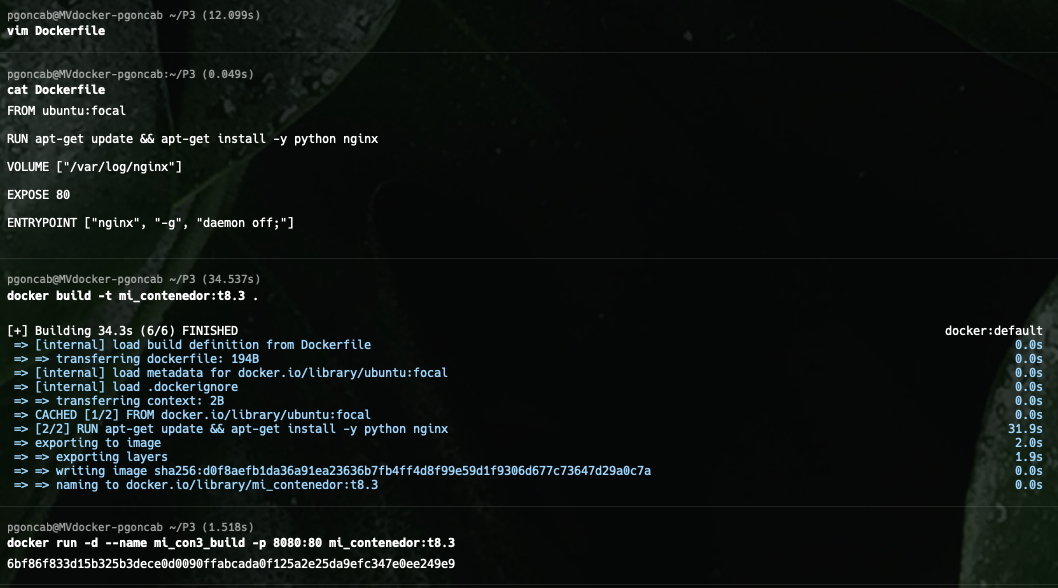 pgoncab@MVdocker-pgoncab ~/P3 (12.099s)
vim Dockerfile
pgoncab@MVdocker-pgoncab:~/P3 (0.049s)
cat Dockerfile
FROM ubuntu:focal
RUN apt-get update && apt-get install -y python nginx
VOLUME ["/var/log/nginx"]
EXPOSE 80
ENTRYPOINT ["nginx", "-g", "daemon off;"]
pgoncab@MVdocker-pgoncab ~/P3 (34.537s)
docker build -t mi_contenedor:t8.3 .
[+] Building 34.3s (6/6) FINISHED docker:default
=> [internal] load build definition from Dockerfile 0.0s
=> => transferring dockerfile: 194B 0.0s
=> [internal] load metadata for docker.io/library/ubuntu:focal 0.0s
=> [internal] load .dockerignore 0.0s
=> => transferring context: 2B 0.0s
=> CACHED [1/2] FROM docker.io/library/ubuntu:focal 0.0s
=> [2/2] RUN apt-get update && apt-get install -y python nginx 31.9s
=> exporting to image 2.0s
=> => exporting layers 1.9s
=> => writing image sha256:d0f8aefb1da36a91ea23636b7fb4ff4d8f99e59d1f9306d677c73647d29a0c7a 0.0s
=> => naming to docker.io/library/mi_contenedor:t8.3 0.0s
pgoncab@MVdocker-pgoncab ~/P3 (1.518s)
docker run -d --name mi_con3_build -p 8080:80 mi_contenedor:t8.3
6bf86f833d15b325b3dece0d0090ffabcada0f125a2e25da9efc347e0ee249e9